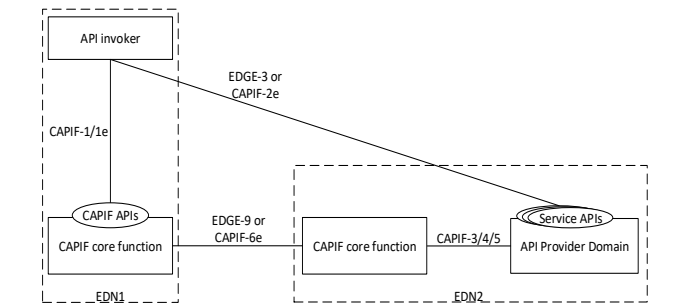 API invoker
EDGE-3 or
CAPIF-2e
CAPIF-1/1e
CAPIF APIs
Service APIs
EDGE-9 or
CAPIF-6e
CAPIF core function
CAPIF core function
CAPIF-3/4/5
API Provider Domain
EDN1
EDN2